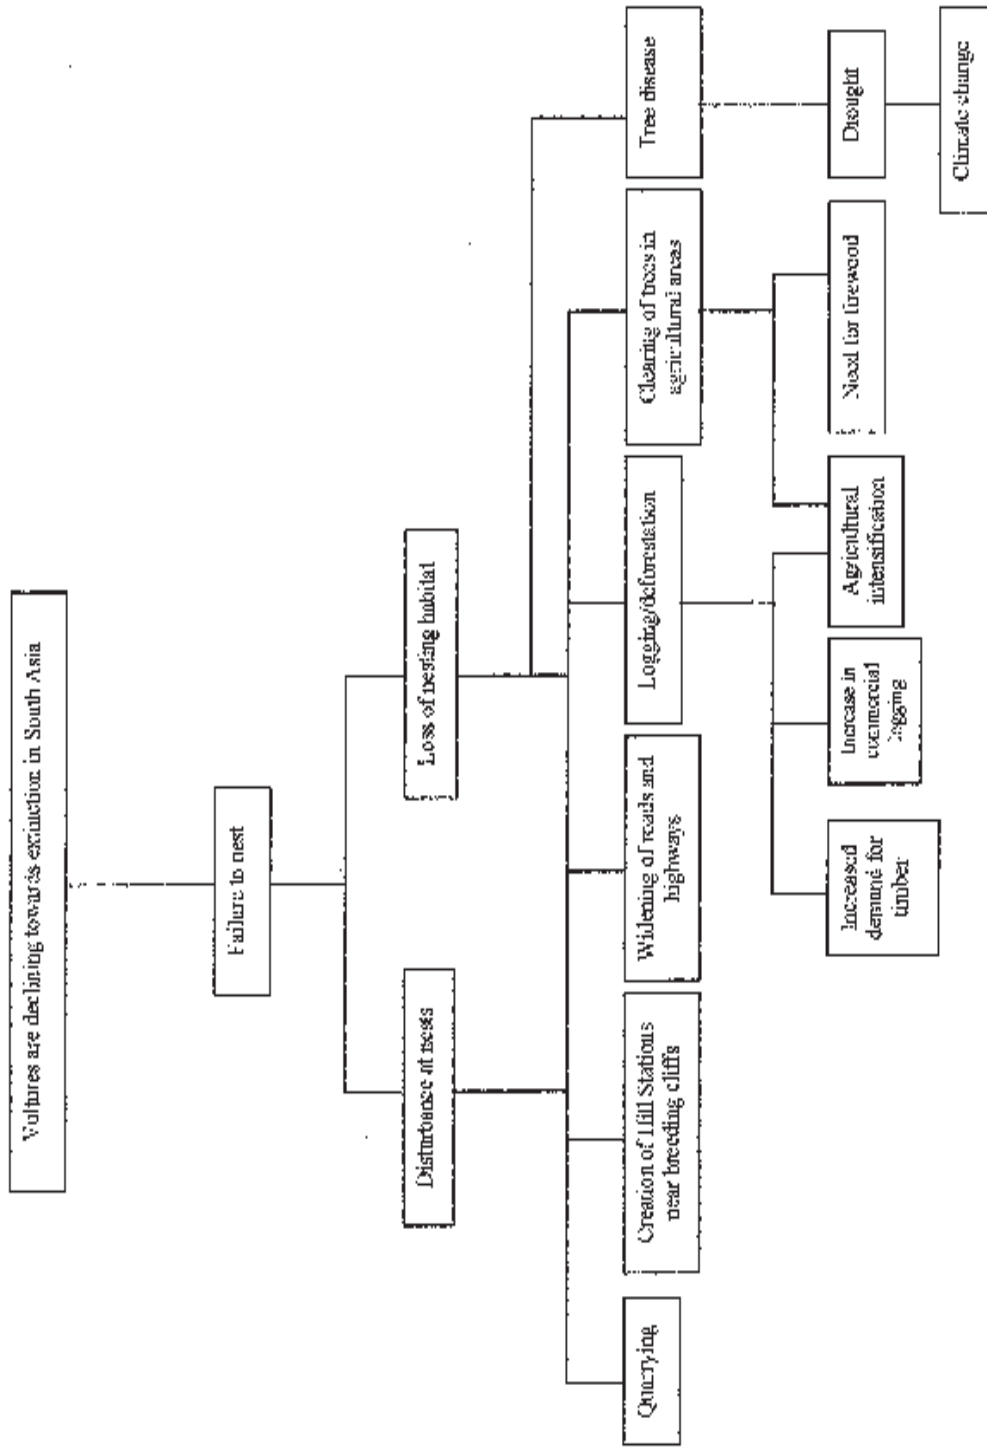 Vultures are declining towards extinction in South Asia
Failure to nest
Disturbance at nests
Loss of nesting habitat
Quarrying
Creation of Hill Stations
near breeding cliffs
Widening of roads and
highways
Logging/deforestation
Clearing of trees in
agricultural areas
Tree disease
Increased
demand for
timber
Increase in
commercial
logging
Agricultural
intensification
Need for firewood
Drought
Climate change